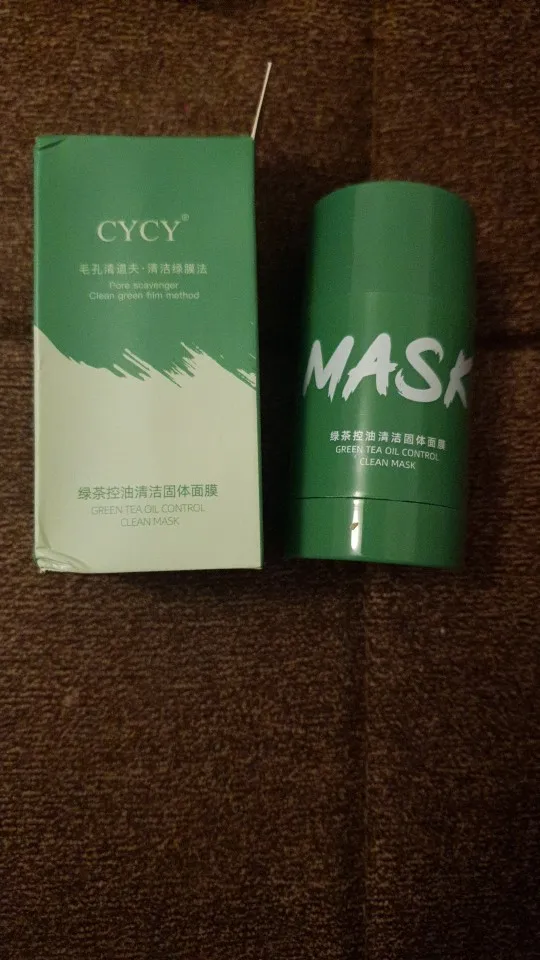 CYCY®
毛孔清道夫·清洁绿膜法
Pore scavenger
Clean green frim method
绿茶控油清洁固体面膜
GREEN TEA OIL CONTROL
CLEAN MASK
MASK
绿茶控油清洁固体面膜
GREEN TEA OIL CONTROL
CLEAN MASK